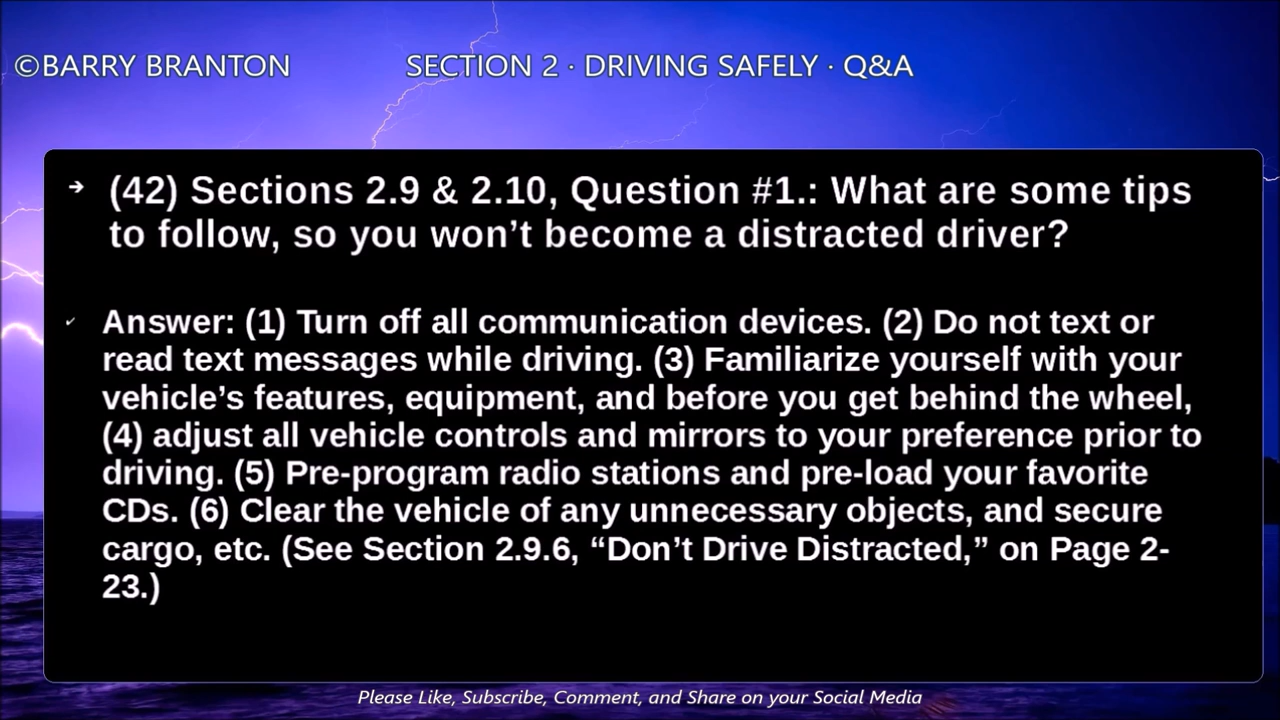 ©BARRY BRANTON
SECTION 2 · DRIVING SAFELY · Q&A
(42) Sections 2.9 & 2.10, Question #1.: What are some tips
to follow, so you won’t become a distracted driver?
Answer: (1) Turn off all communication devices. (2) Do not text or
read text messages while driving. (3) Familiarize yourself with your
vehicle’s features, equipment, and before you get behind the wheel,
(4) adjust all vehicle controls and mirrors to your preference prior to
driving. (5) Pre-program radio stations and pre-load your favorite
CDs. (6) Clear the vehicle of any unnecessary objects, and secure
cargo, etc. (See Section 2.9.6, “Don’t Drive Distracted,” on Page 2-
23.)
Please Like, Subscribe, Comment, and Share on your Social Media